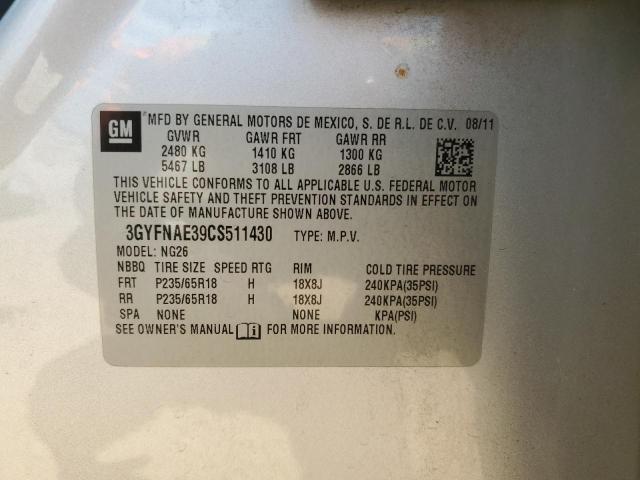 GM ® MFD BY GENERAL MOTORS DE MEXICO, S. DE R.L. DE C.V. 08/11
GVWR GAWR FRT GAWR RR
2480 KG 1410 KG 1300 KG
5467 LB 3108 LB 2866 LB
THIS VEHICLE CONFORMS TO ALL APPLICABLE U.S. FEDERAL MOTOR
VEHICLE SAFETY AND THEFT PREVENTION STANDARDS IN EFFECT ON
THE DATE OF MANUFACTURE SHOWN ABOVE.
3GYFNAE39CS511430 TYPE: M.P.V.
MODEL: NG26
NBBQ TIRE SIZE SPEED RTG RIM COLD TIRE PRESSURE
FRT P235/65R18 H 18X8J 240KPA(35PSI)
RR P235/65R18 H 18X8J 240KPA(35PSI)
SPA NONE NONE KPA(PSI)
SEE OWNER'S MANUAL FOR MORE INFORMATION.